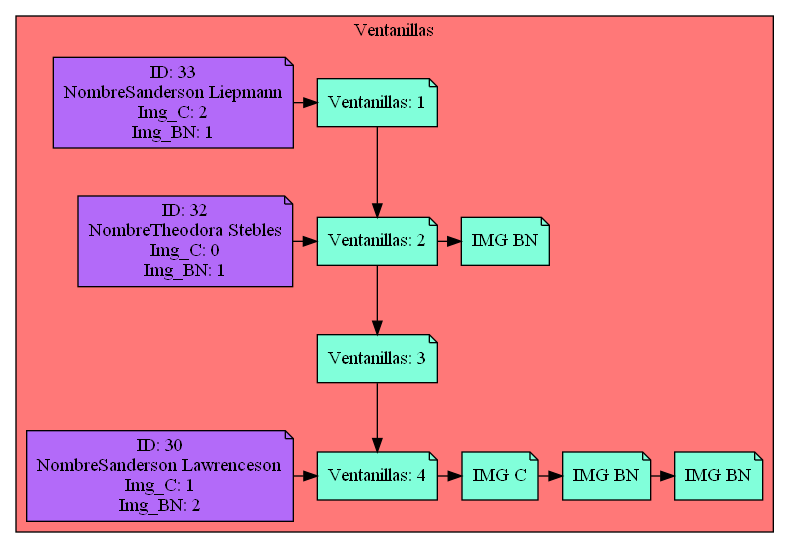 Ventanillas
ID: 33
NombreSanderson Liepmann
Img_C: 2
Img_BN: 1
Ventanillas: 1
ID: 32
NombreTheodora Stebles
Img_C: 0
Img_BN: 1
Ventanillas: 2
IMG BN
Ventanillas: 3
ID: 30
NombreSanderson Lawrenceson
Img_C: 1
Img_BN: 2
Ventanillas: 4
IMG C
IMG BN
IMG BN